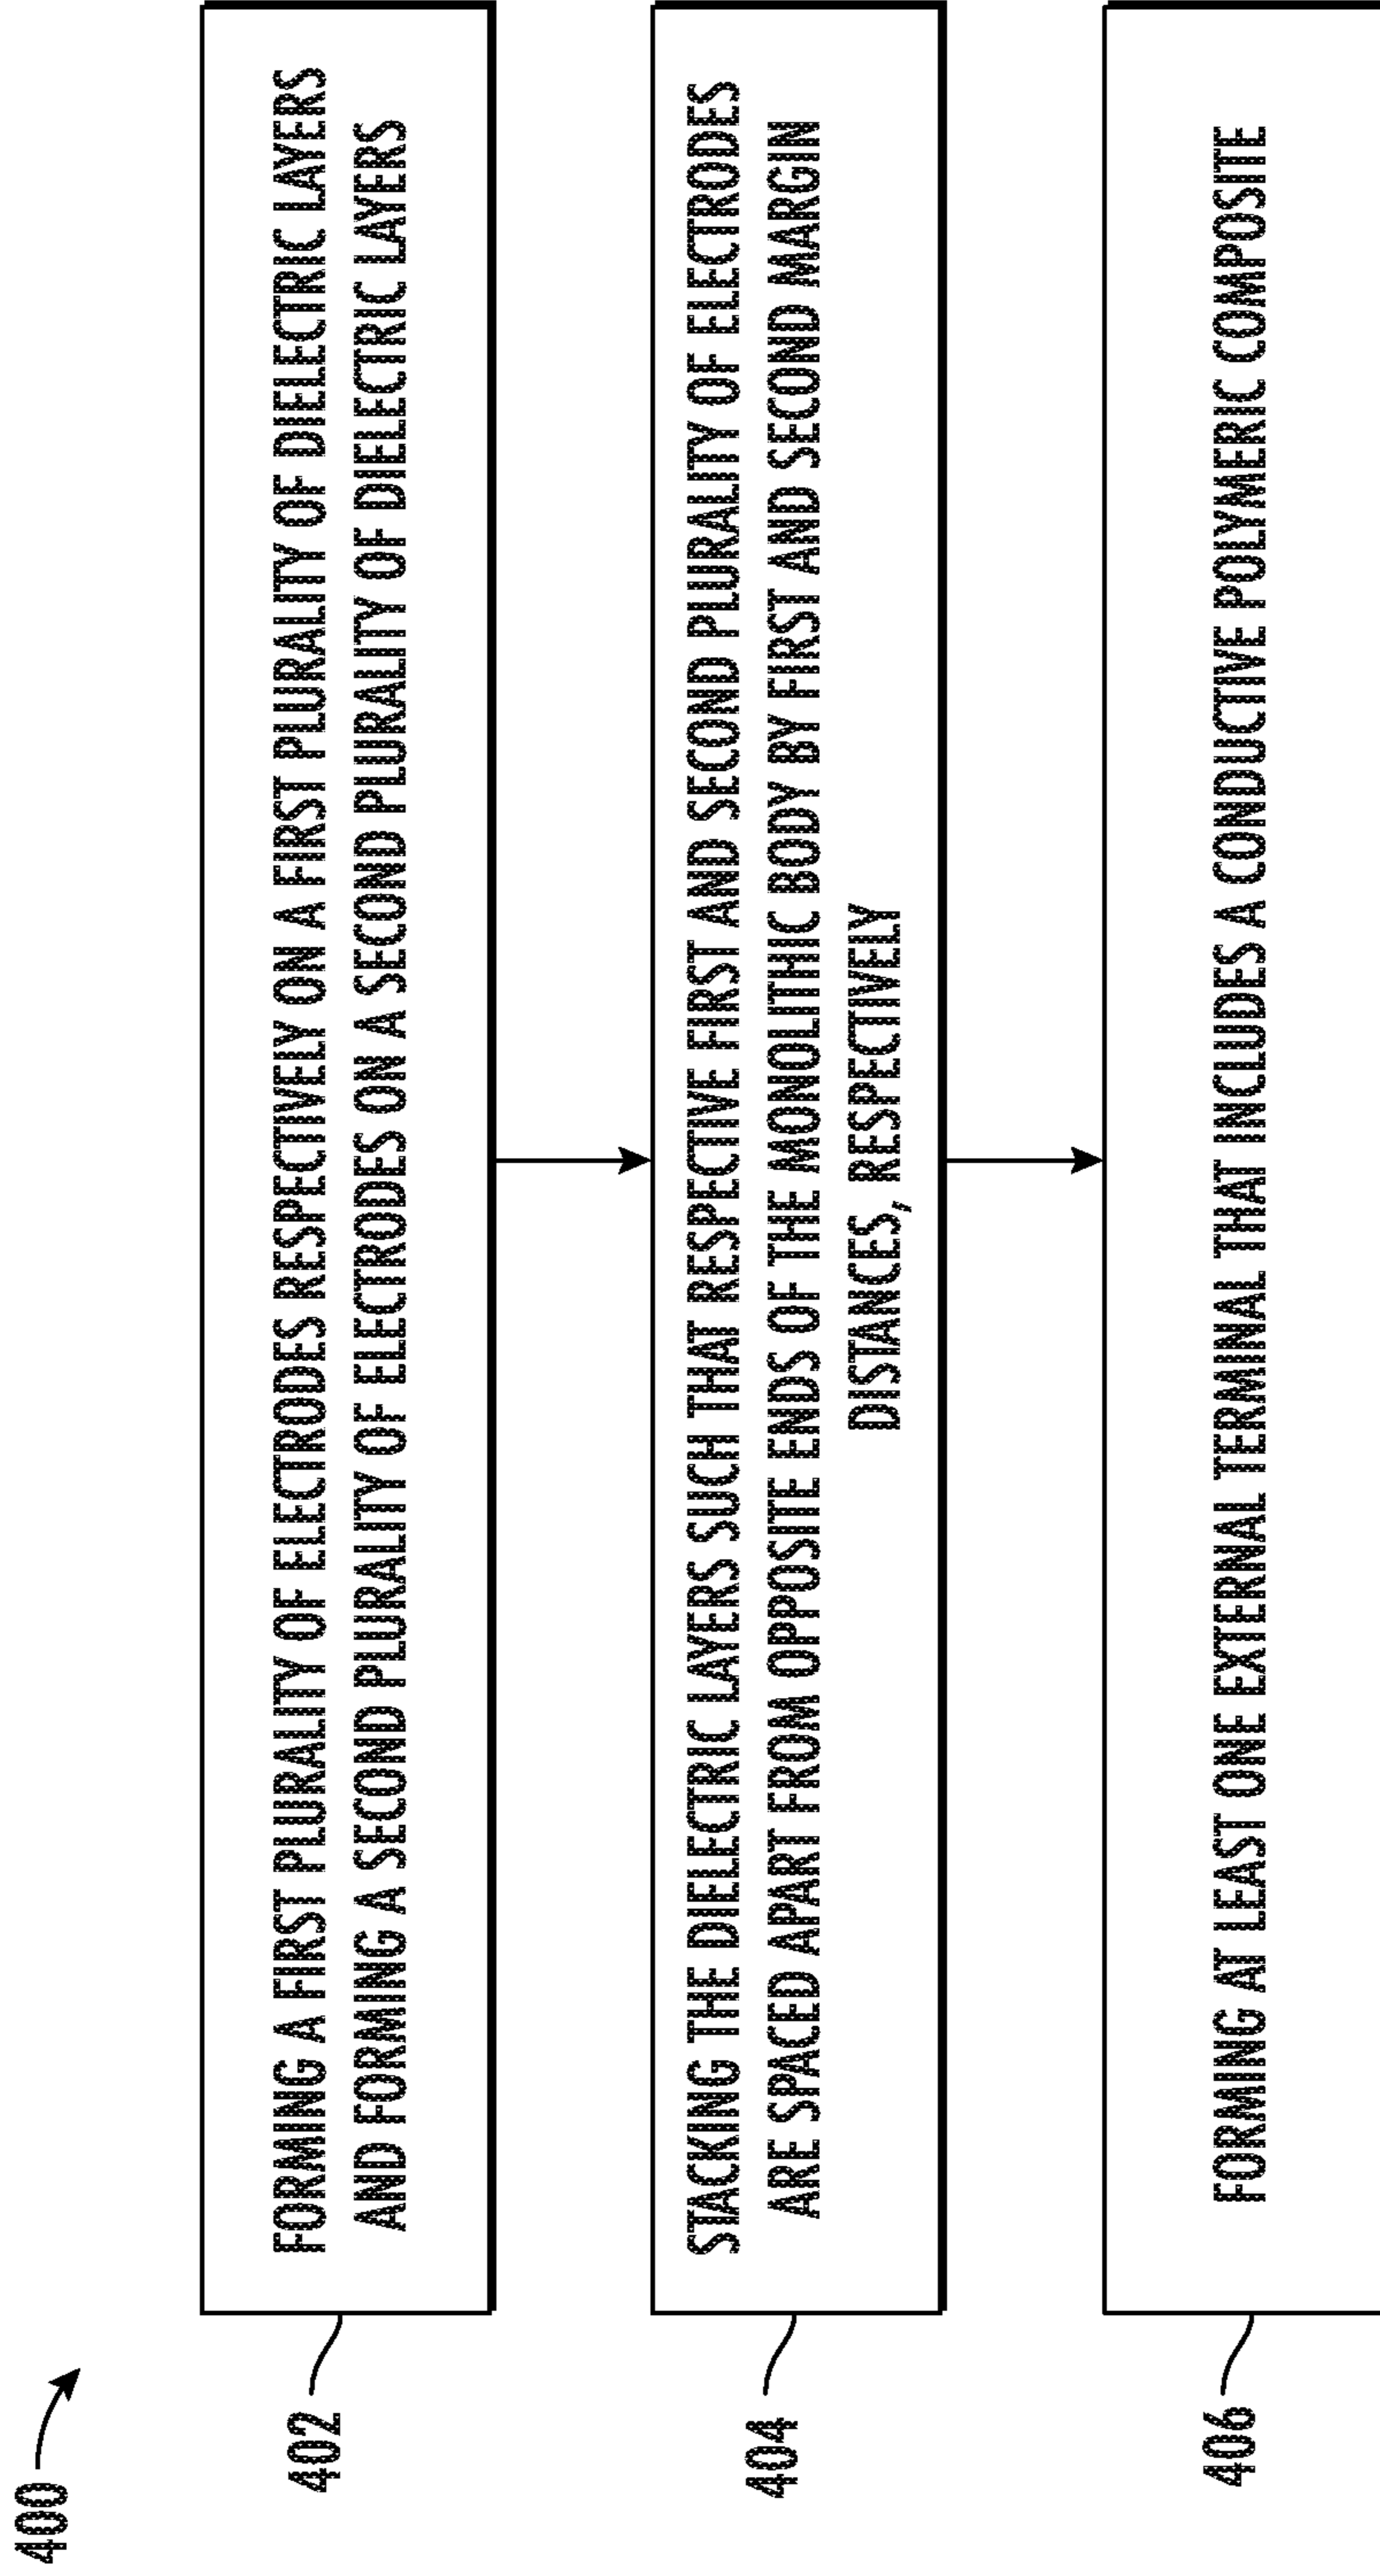 400
402
FORMING A FIRST PLURALITY OF ELECTRODES RESPECTIVELY ON A FIRST PLURALITY OF DIELECTRIC LAYERS
AND FORMING A SECOND PLURALITY OF ELECTRODES ON A SECOND PLURALITY OF DIELECTRIC LAYERS
404
STACKING THE DIELECTRIC LAYERS SUCH THAT RESPECTIVE FIRST AND SECOND PLURALITY OF ELECTRODES
ARE SPACED APART FROM OPPOSITE ENDS OF THE MONOLITHIC BODY BY FIRST AND SECOND MARGIN
DISTANCES, RESPECTIVELY
406
FORMING AT LEAST ONE EXTERNAL TERMINAL THAT INCLUDES A CONDUCTIVE POLYMERIC COMPOSITE